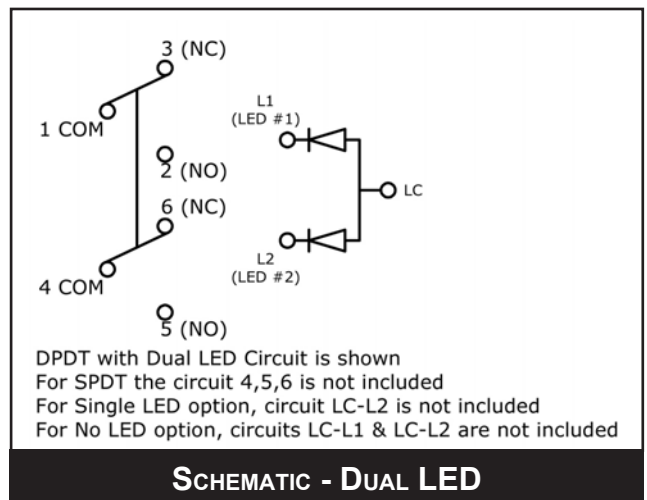 3 (NC)
1 COM
L1
(LED #1)
2 (NO)
6 (NC)
LC
L2
(LED #2)
4 COM
5 (NO)
DPDT with Dual LED Circuit is shown
For SPDT the circuit 4,5,6 is not included
For Single LED option, circuit LC-L2 is not included
For No LED option, circuits LC-L1 & LC-L2 are not included
SCHEMATIC - DUAL LED